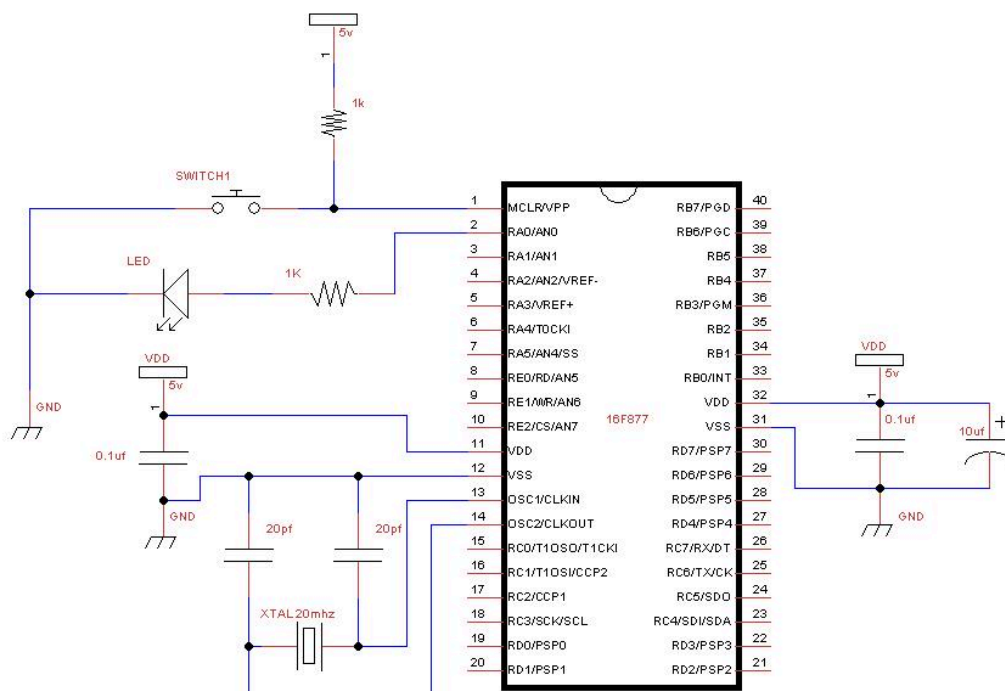 5v
1
1k
SWITCH1
LED
1K
GND
VDD
5v
1
0.1uf
GND
20pf
20pf
XTAL20mhz
16F877
1 MCLR/VPP
2 RA0/AN0
3 RA1/AN1
4 RA2/AN2/VREF-
5 RA3/VREF+
6 RA4/T0CKI
7 RA5/AN4/SS
8 RE0/RD/AN5
9 RE1/WR/AN6
10 RE2/CS/AN7
11 VDD
12 VSS
13 OSC1/CLKIN
14 OSC2/CLKOUT
15 RC0/T1OSO/T1CKI
16 RC1/T1OSI/CCP2
17 RC2/CCP1
18 RC3/SCK/SCL
19 RD0/PSP0
20 RD1/PSP1
RB7/PGD 40
RB6/PGC 39
RB5 38
RB4 37
RB3/PGM 36
RB2 35
RB1 34
RB0/INT 33
VDD 32
VSS 31
RD7/PSP7 30
RD6/PSP6 29
RD5/PSP5 28
RD4/PSP4 27
RC7/RX/DT 26
RC6/TX/CK 25
RC5/SDO 24
RC4/SDI/SDA 23
RD3/PSP3 22
RD2/PSP2 21
VDD
5v
1
0.1uf
+
10uf
GND